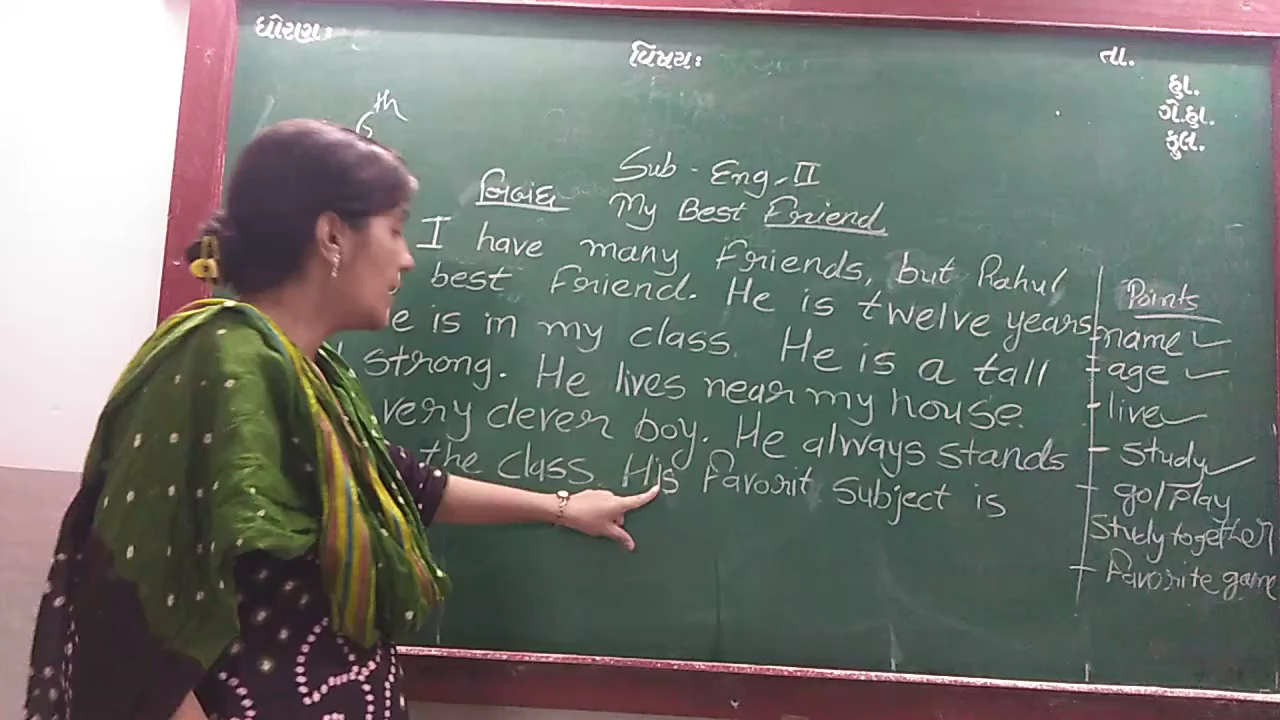 ધોરણ:
વિષય:
તા.
હા.
ગે.હા.
કુલ.
6th
Sub - Eng - II
નિબંધ My Best Friend
I have many friends, but Rahul
best friend. He is twelve years
e is in my class. He is a tall
strong. He lives near my house.
very clever boy. He always stands
the class. His favorit subject is
Points
name ✓
age ✓
live ✓
study ✓
go/play
study together
favorite game